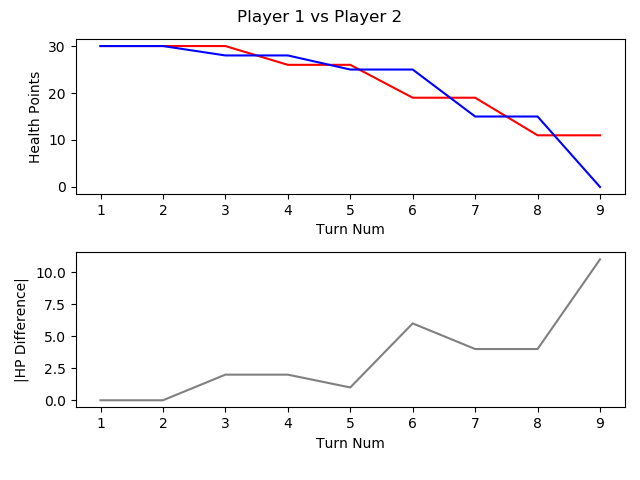 Player 1 vs Player 2
30
20
10
0
Health Points
1 2 3 4 5 6 7 8 9
Turn Num
10.0
7.5
5.0
2.5
0.0
|HP Difference|
1 2 3 4 5 6 7 8 9
Turn Num